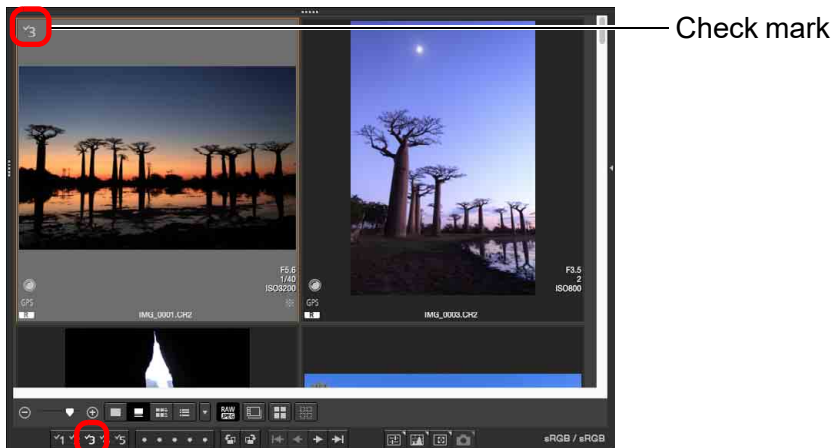 Check mark
3
F5.6
1/40
ISO3200
GPS
R
IMG_0001.CR2
F3.5
2
ISO800
GPS
R
IMG_0003.CR2
RAW
JPEG
1 3 5
sRGB / sRGB